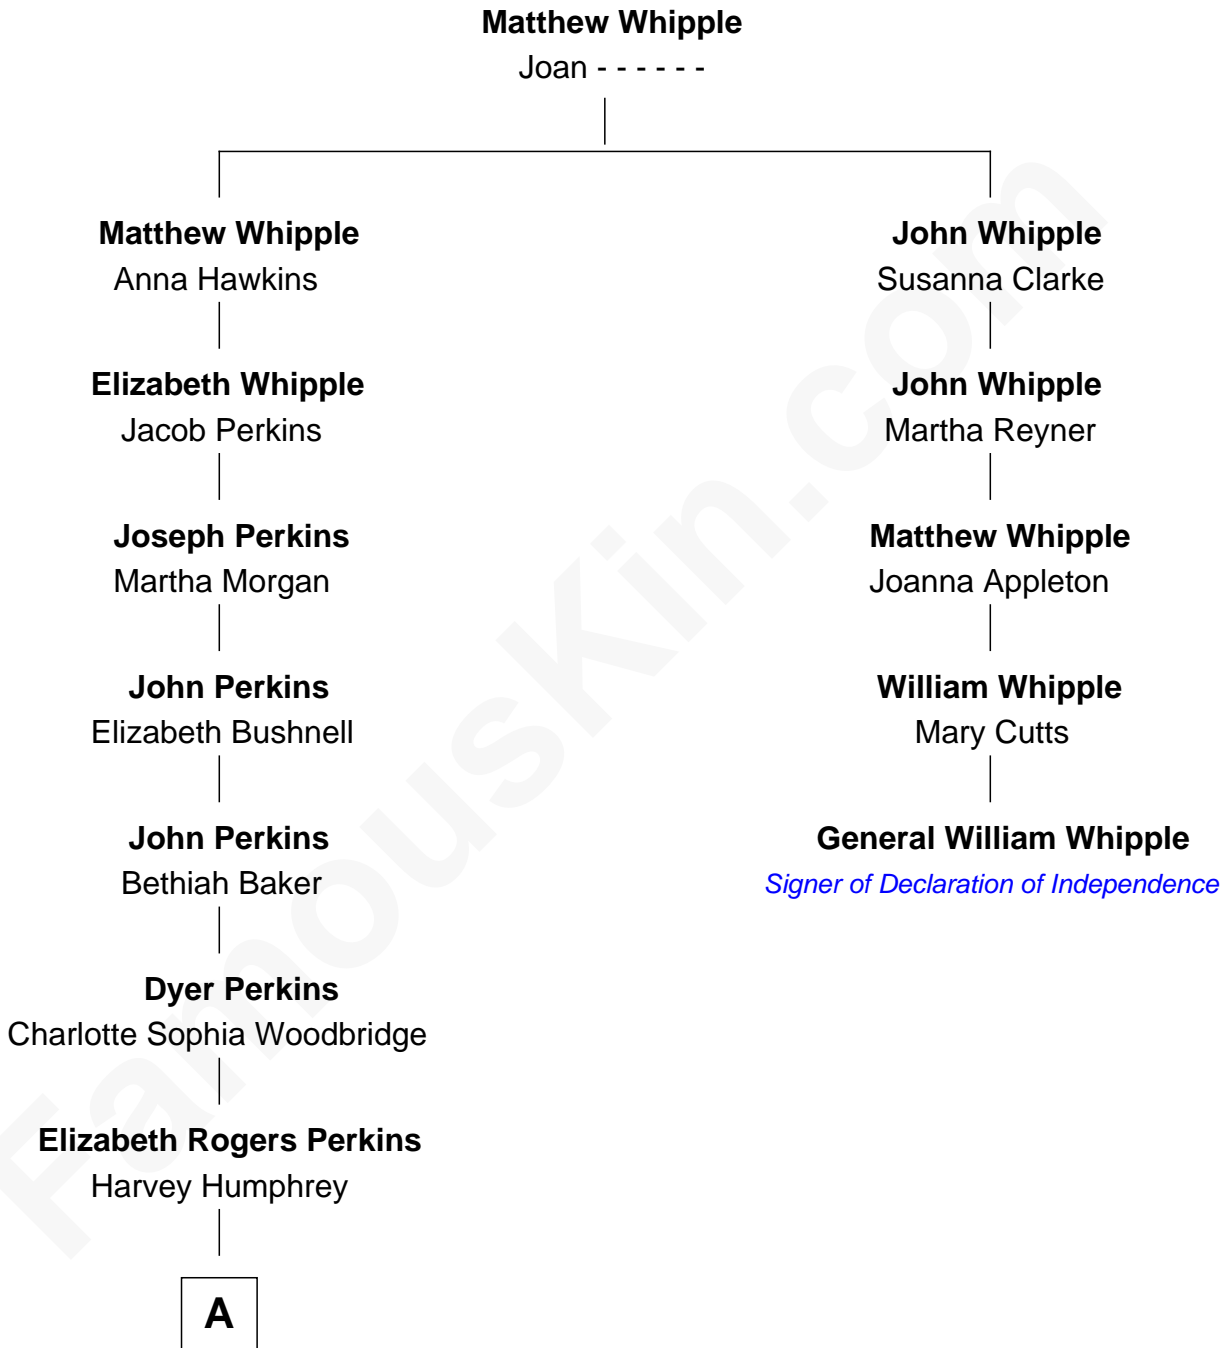 Matthew Whipple
Joan - - - - - -
Matthew Whipple
Anna Hawkins
Elizabeth Whipple
Jacob Perkins
Joseph Perkins
Martha Morgan
John Perkins
Elizabeth Bushnell
John Perkins
Bethiah Baker
Dyer Perkins
Charlotte Sophia Woodbridge
Elizabeth Rogers Perkins
Harvey Humphrey
A
John Whipple
Susanna Clarke
John Whipple
Martha Reyner
Matthew Whipple
Joanna Appleton
William Whipple
Mary Cutts
General William Whipple
Signer of Declaration of Independence
FamousKin.com